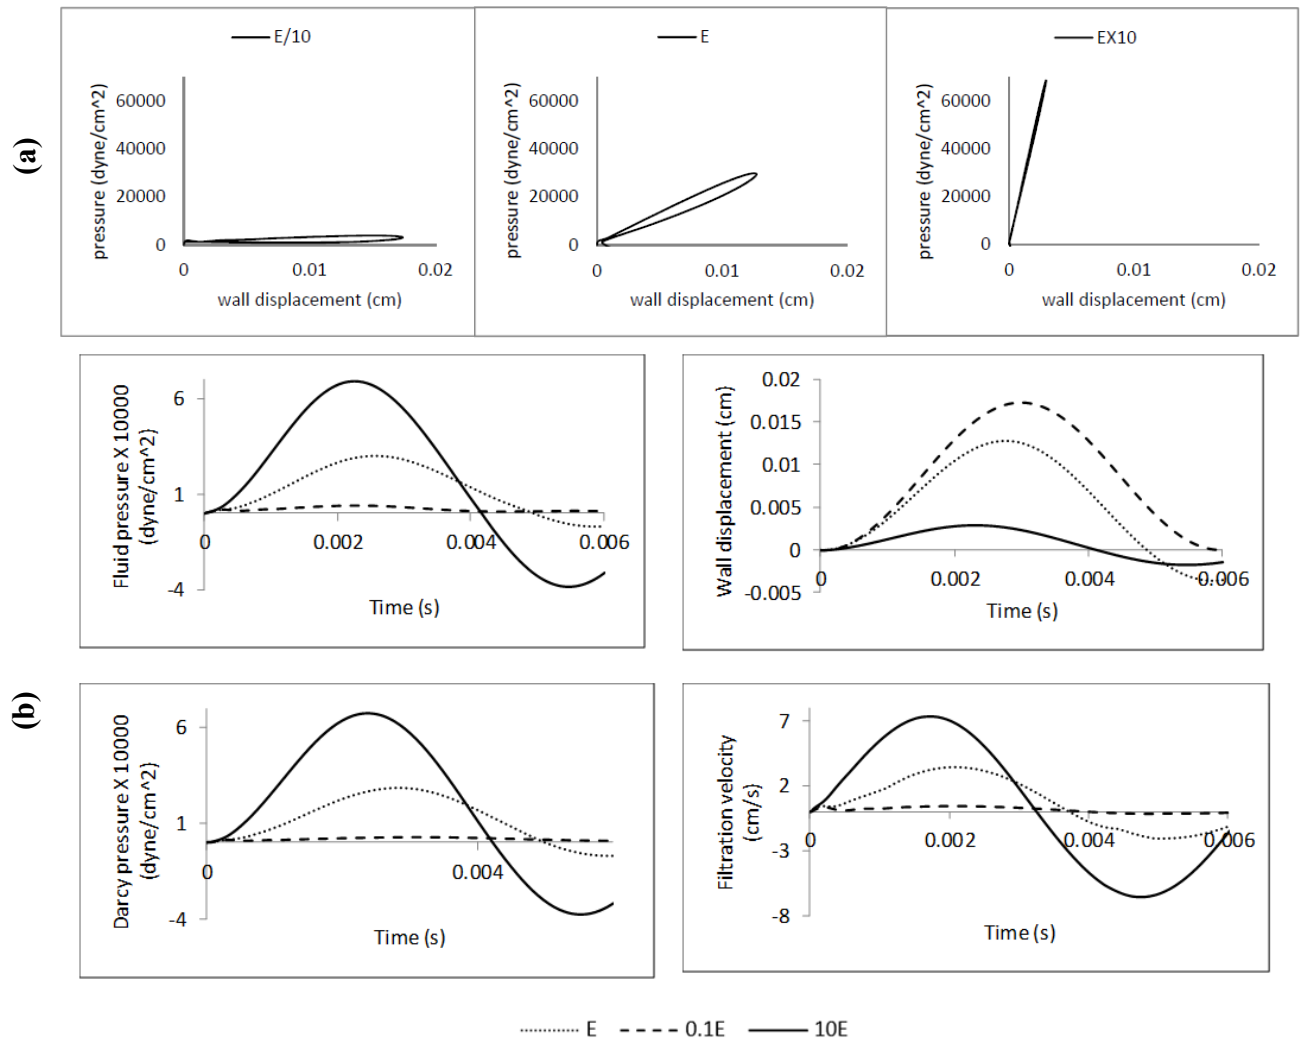 (a)
E/10
pressure (dyne/cm^2)
60000
40000
20000
0
0 0.01 0.02
wall displacement (cm)
E
pressure (dyne/cm^2)
60000
40000
20000
0
0 0.01 0.02
wall displacement (cm)
EX10
pressure (dyne/cm^2)
60000
40000
20000
0
0 0.01 0.02
wall displacement (cm)
(b)
Fluid pressure X 10000
(dyne/cm^2)
6
1
-4
0 0.002 0.004 0.006
Time (s)
Wall displacement (cm)
0.02
0.015
0.01
0.005
0
-0.005
0 0.002 0.004 0.006
Time (s)
Darcy pressure X 10000
(dyne/cm^2)
6
1
-4
0 0.004
Time (s)
Filtration velocity
(cm/s)
7
2
-3
-8
0 0.002 0.004 0.006
Time (s)
E 0.1E 10E